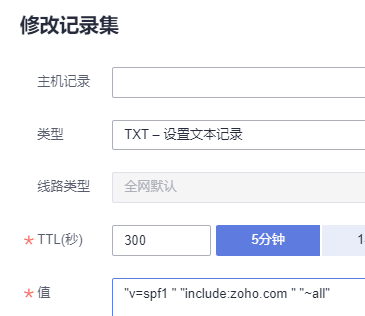 修改记录集
主机记录
类型 TXT – 设置文本记录
线路类型 全网默认
* TTL(秒) 300 5分钟
* 值 "v=spf1 " "include:zoho.com " "~all"